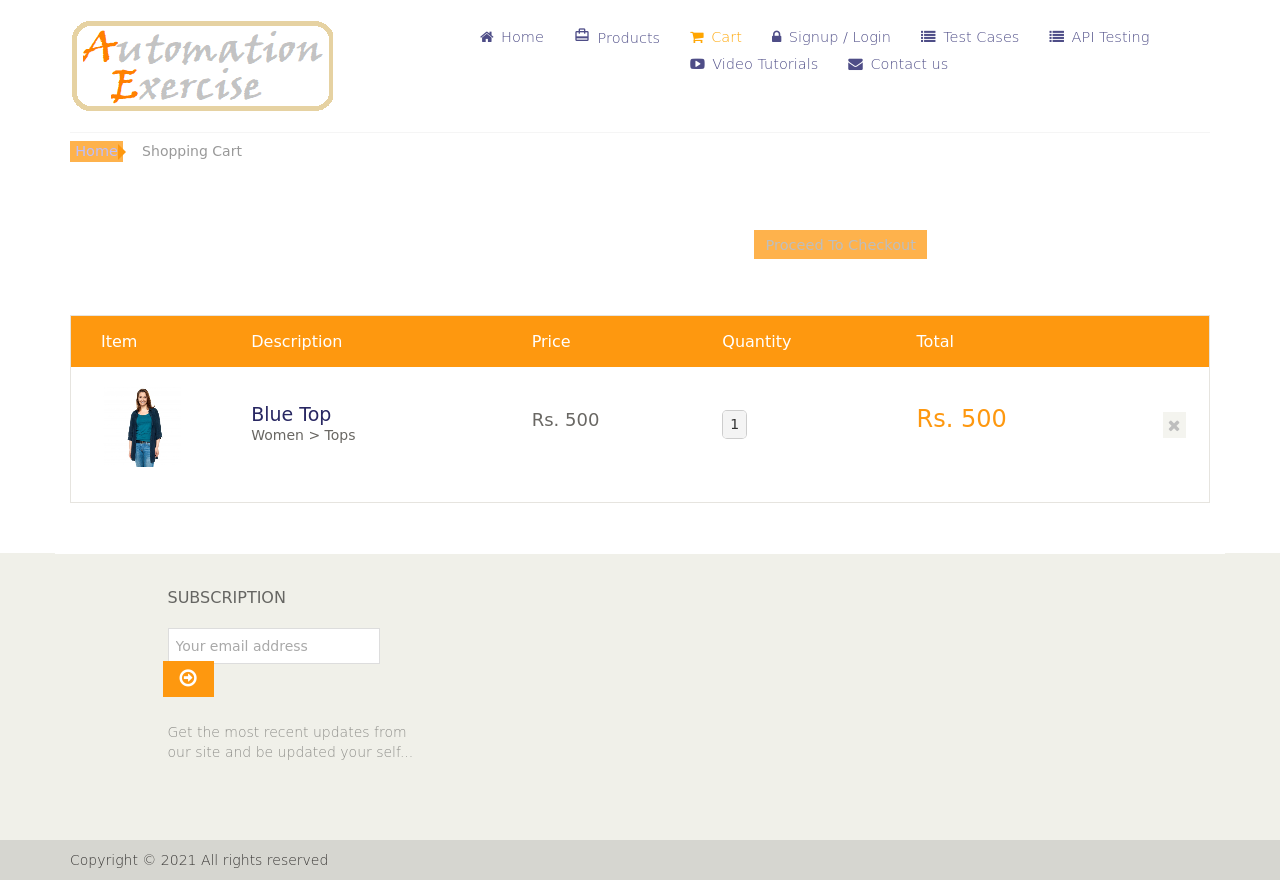 Automation
Exercise
Home
Products
Cart
Signup / Login
Test Cases
API Testing
Video Tutorials
Contact us
Home
Shopping Cart
Proceed To Checkout
Item Description Price Quantity Total
Blue Top
Women > Tops
Rs. 500
1
Rs. 500
SUBSCRIPTION
Your email address
Get the most recent updates from
our site and be updated your self...
Copyright © 2021 All rights reserved